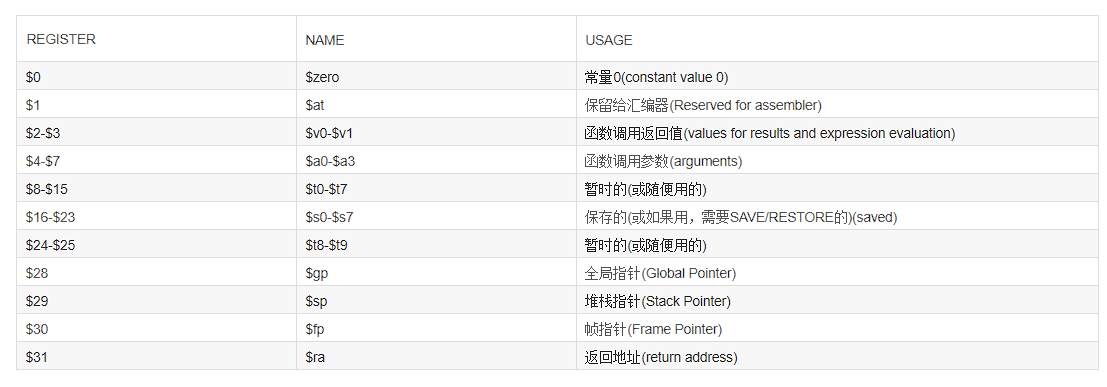 REGISTER NAME USAGE
$0 $zero 常量0(constant value 0)
$1 $at 保留给汇编器(Reserved for assembler)
$2-$3 $v0-$v1 函数调用返回值(values for results and expression evaluation)
$4-$7 $a0-$a3 函数调用参数(arguments)
$8-$15 $t0-$t7 暂时的(或随便用的)
$16-$23 $s0-$s7 保存的(或如果用，需要SAVE/RESTORE的)(saved)
$24-$25 $t8-$t9 暂时的(或随便用的)
$28 $gp 全局指针(Global Pointer)
$29 $sp 堆栈指针(Stack Pointer)
$30 $fp 帧指针(Frame Pointer)
$31 $ra 返回地址(return address)